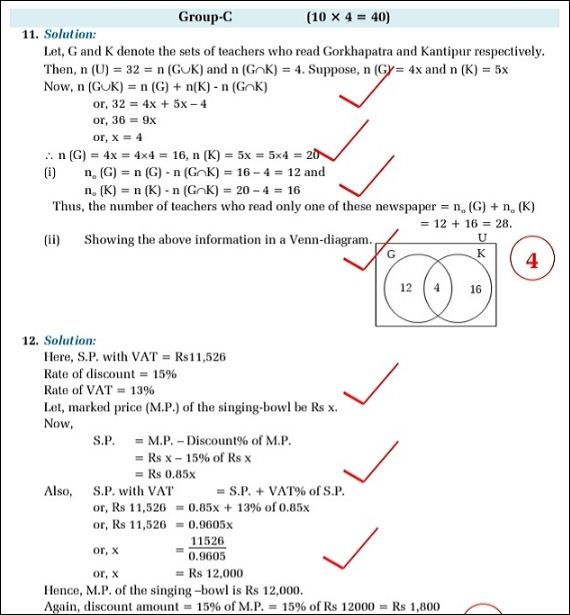 Group-C (10 × 4 = 40)
11. Solution:
Let, G and K denote the sets of teachers who read Gorkhapatra and Kantipur respectively.
Then, n (U) = 32 = n (G∪K) and n (G∩K) = 4. Suppose, n (G) = 4x and n (K) = 5x
Now, n (G∪K) = n (G) + n(K) - n (G∩K)
or, 32 = 4x + 5x – 4
or, 36 = 9x
or, x = 4
∴ n (G) = 4x = 4×4 = 16, n (K) = 5x = 5×4 = 20
(i) nₒ (G) = n (G) - n (G∩K) = 16 – 4 = 12 and
nₒ (K) = n (K) - n (G∩K) = 20 – 4 = 16
Thus, the number of teachers who read only one of these newspaper = nₒ (G) + nₒ (K)
= 12 + 16 = 28.
(ii) Showing the above information in a Venn-diagram.
U
G K
12 4 16
4
12. Solution:
Here, S.P. with VAT = Rs11,526
Rate of discount = 15%
Rate of VAT = 13%
Let, marked price (M.P.) of the singing-bowl be Rs x.
Now,
S.P. = M.P. – Discount% of M.P.
= Rs x – 15% of Rs x
= Rs 0.85x
Also, S.P. with VAT = S.P. + VAT% of S.P.
or, Rs 11,526 = 0.85x + 13% of 0.85x
or, Rs 11,526 = 0.9605x
or, x = 11526/0.9605
or, x = Rs 12,000
Hence, M.P. of the singing –bowl is Rs 12,000.
Again, discount amount = 15% of M.P. = 15% of Rs 12000 = Rs 1,800